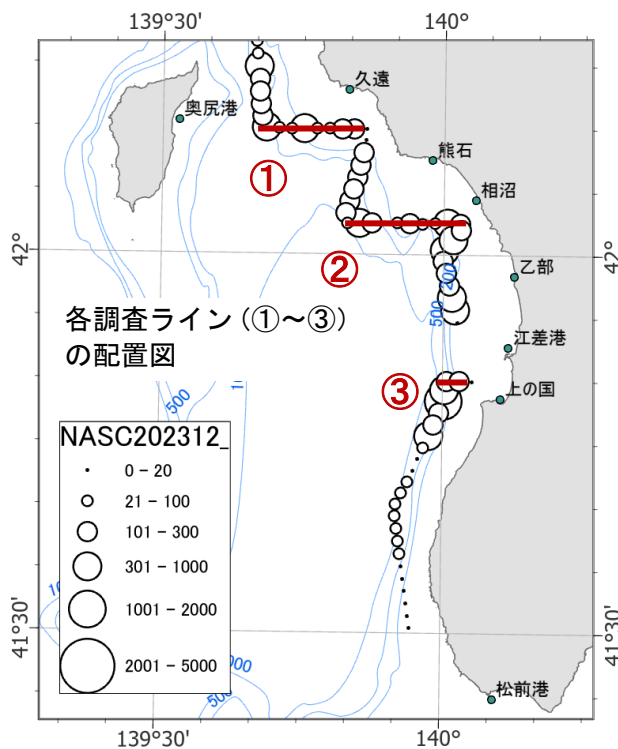 139°30' 140°
久遠
奥尻港
①
熊石
相沼
42° 42°
②
200
乙部
500
各調査ライン（①～③）
の配置図
江差港
③
上の国
500
NASC202312_
0 – 20
21 – 100
101 – 300
301 – 1000
1001 – 2000
2001 – 5000
41°30' 41°30'
松前港
139°30' 140°